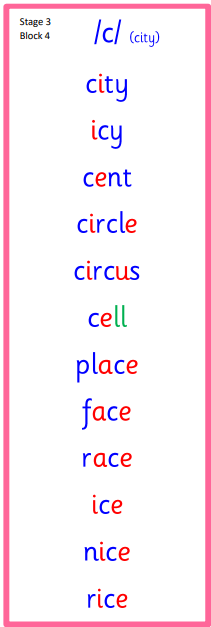 Stage 3
Block 4
/c/ (city)
city
icy
cent
circle
circus
cell
place
face
race
ice
nice
rice